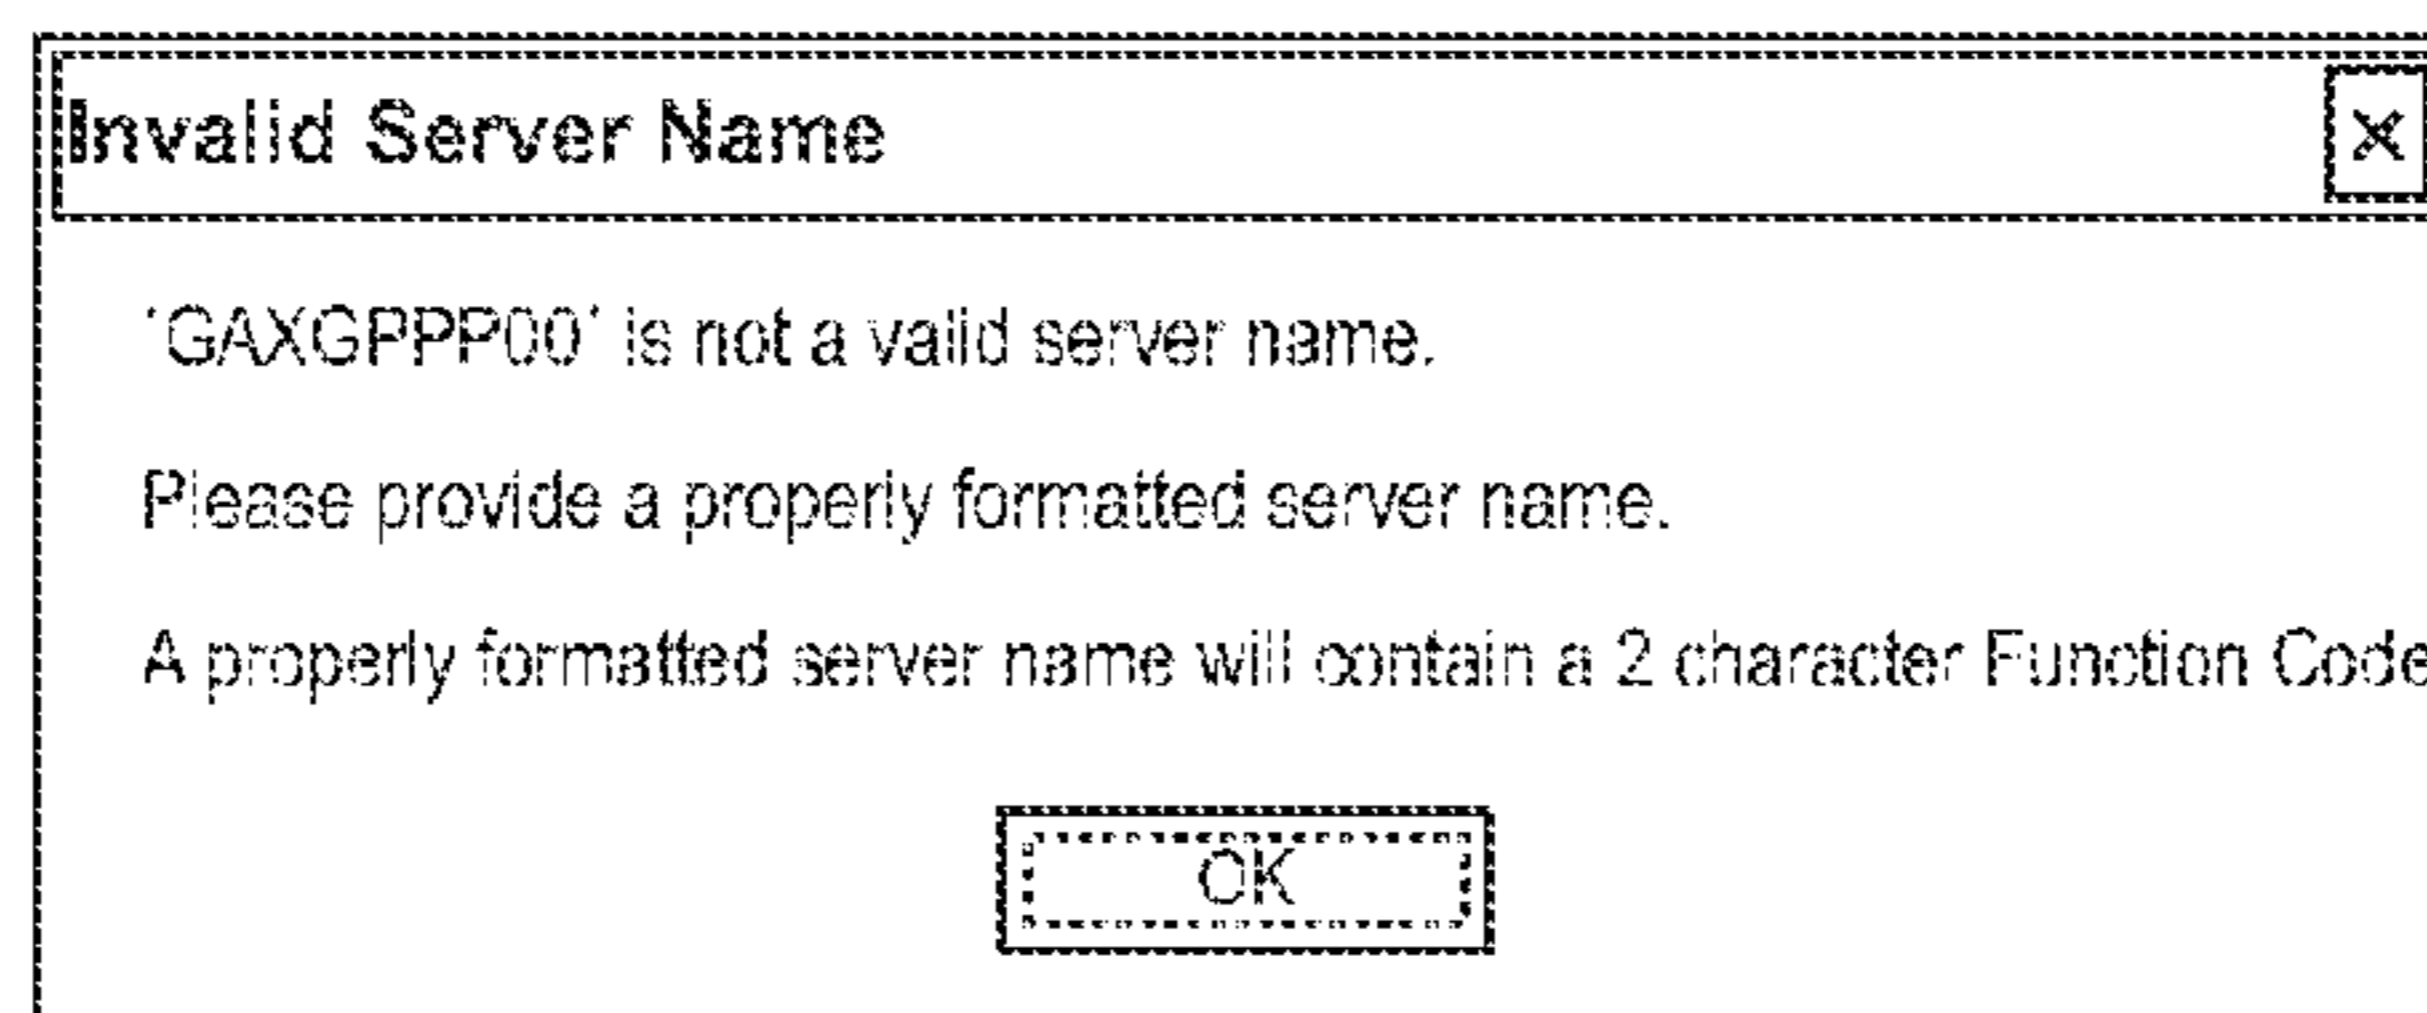 Invalid Server Name
'GAXGPPP00' is not a valid server name.
Please provide a properly formatted server name.
A properly formatted server name will contain a 2 character Function Code
OK